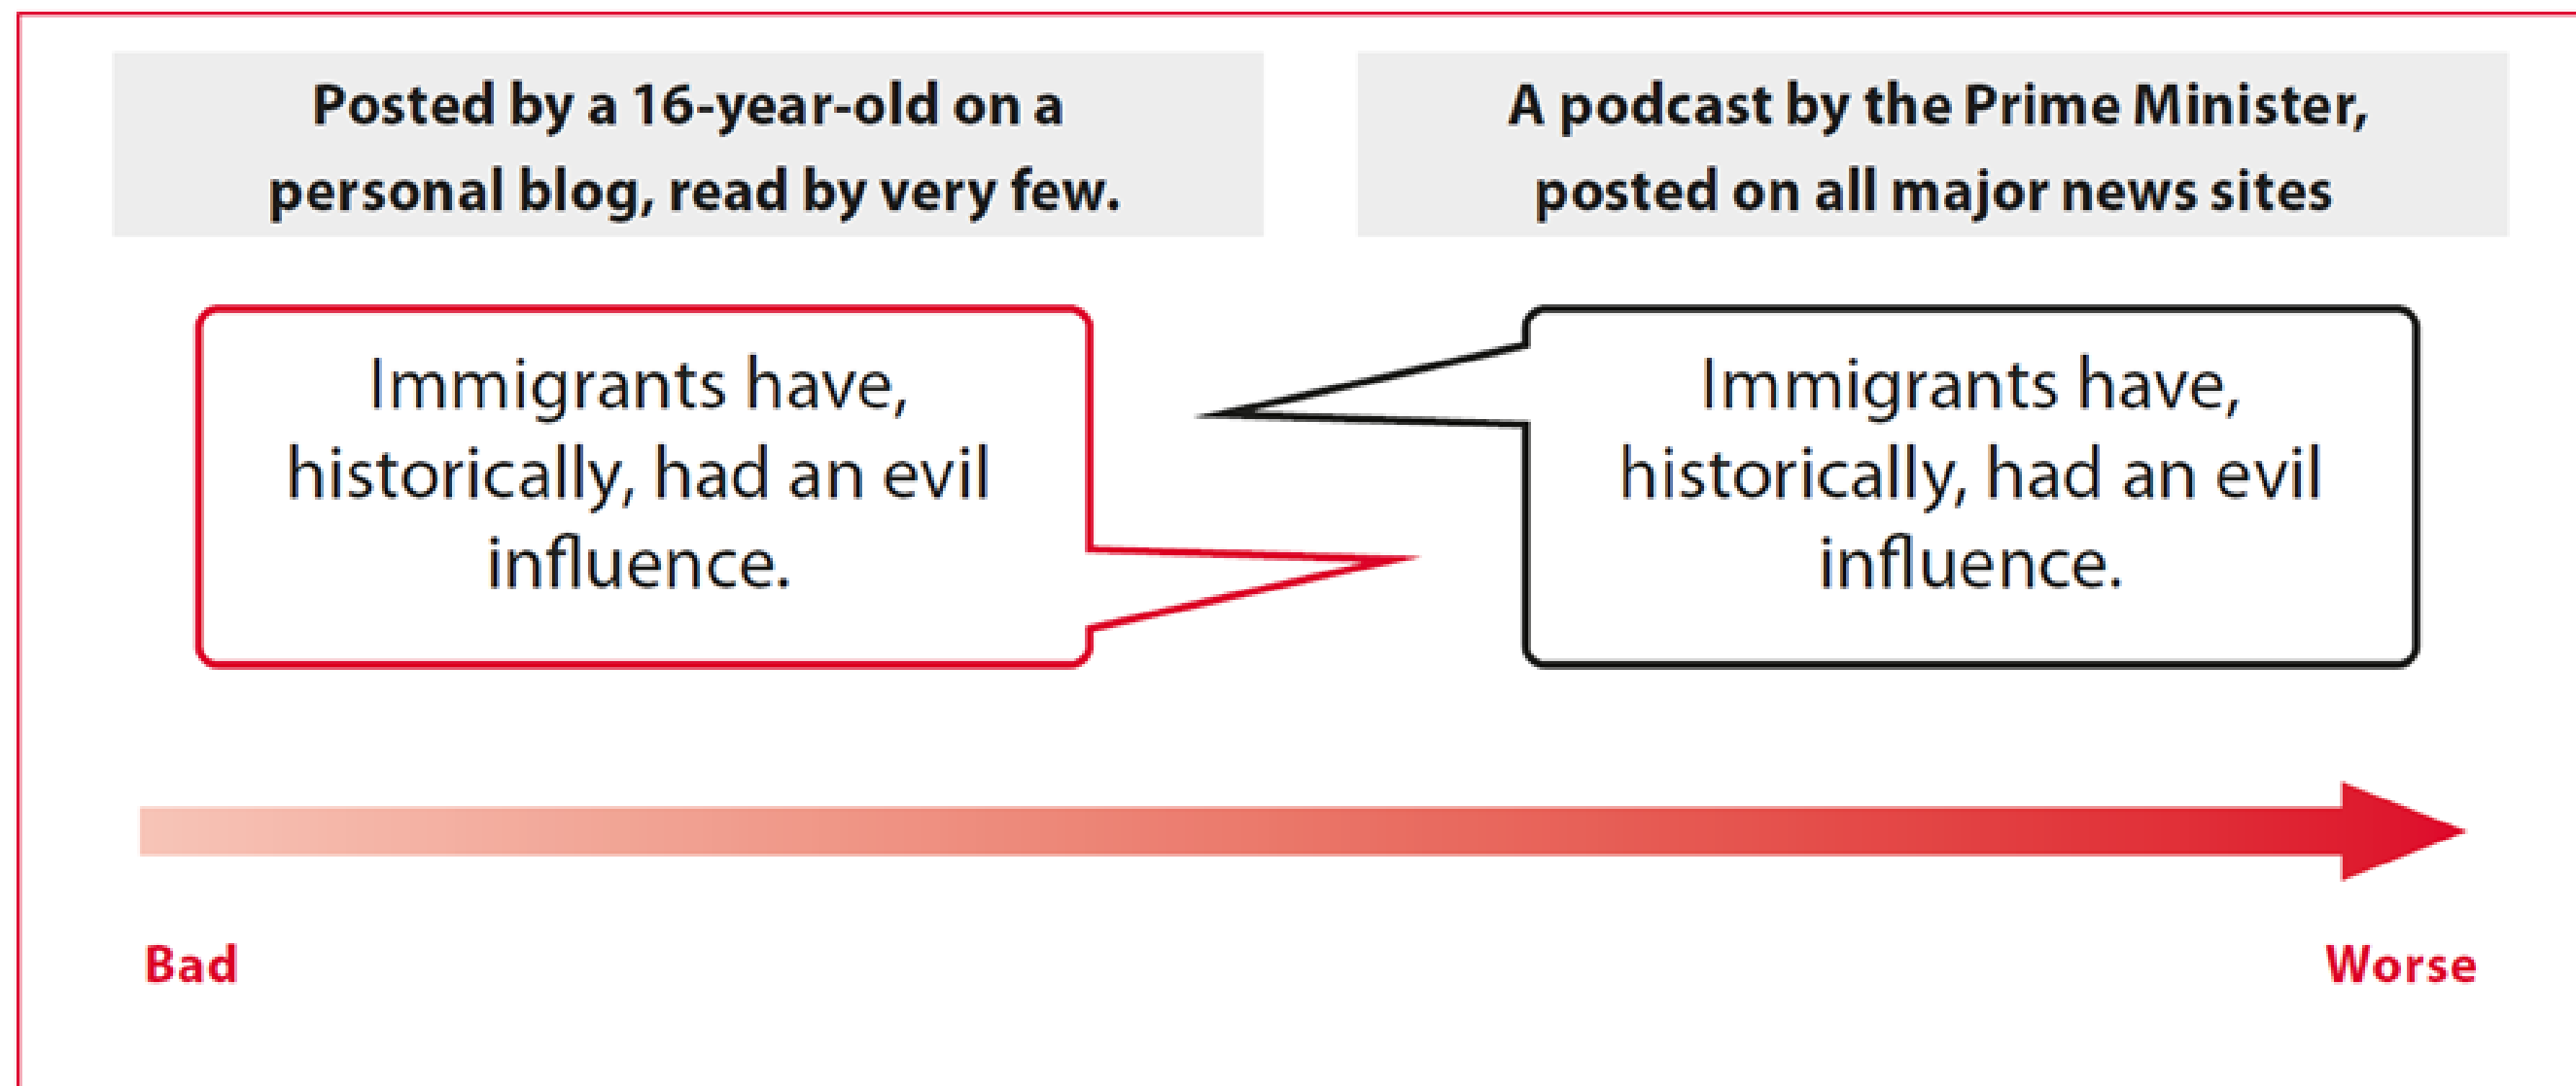 Posted by a 16-year-old on a
personal blog, read by very few.
A podcast by the Prime Minister,
posted on all major news sites
Immigrants have,
historically, had an evil
influence.
Immigrants have,
historically, had an evil
influence.
Bad
Worse